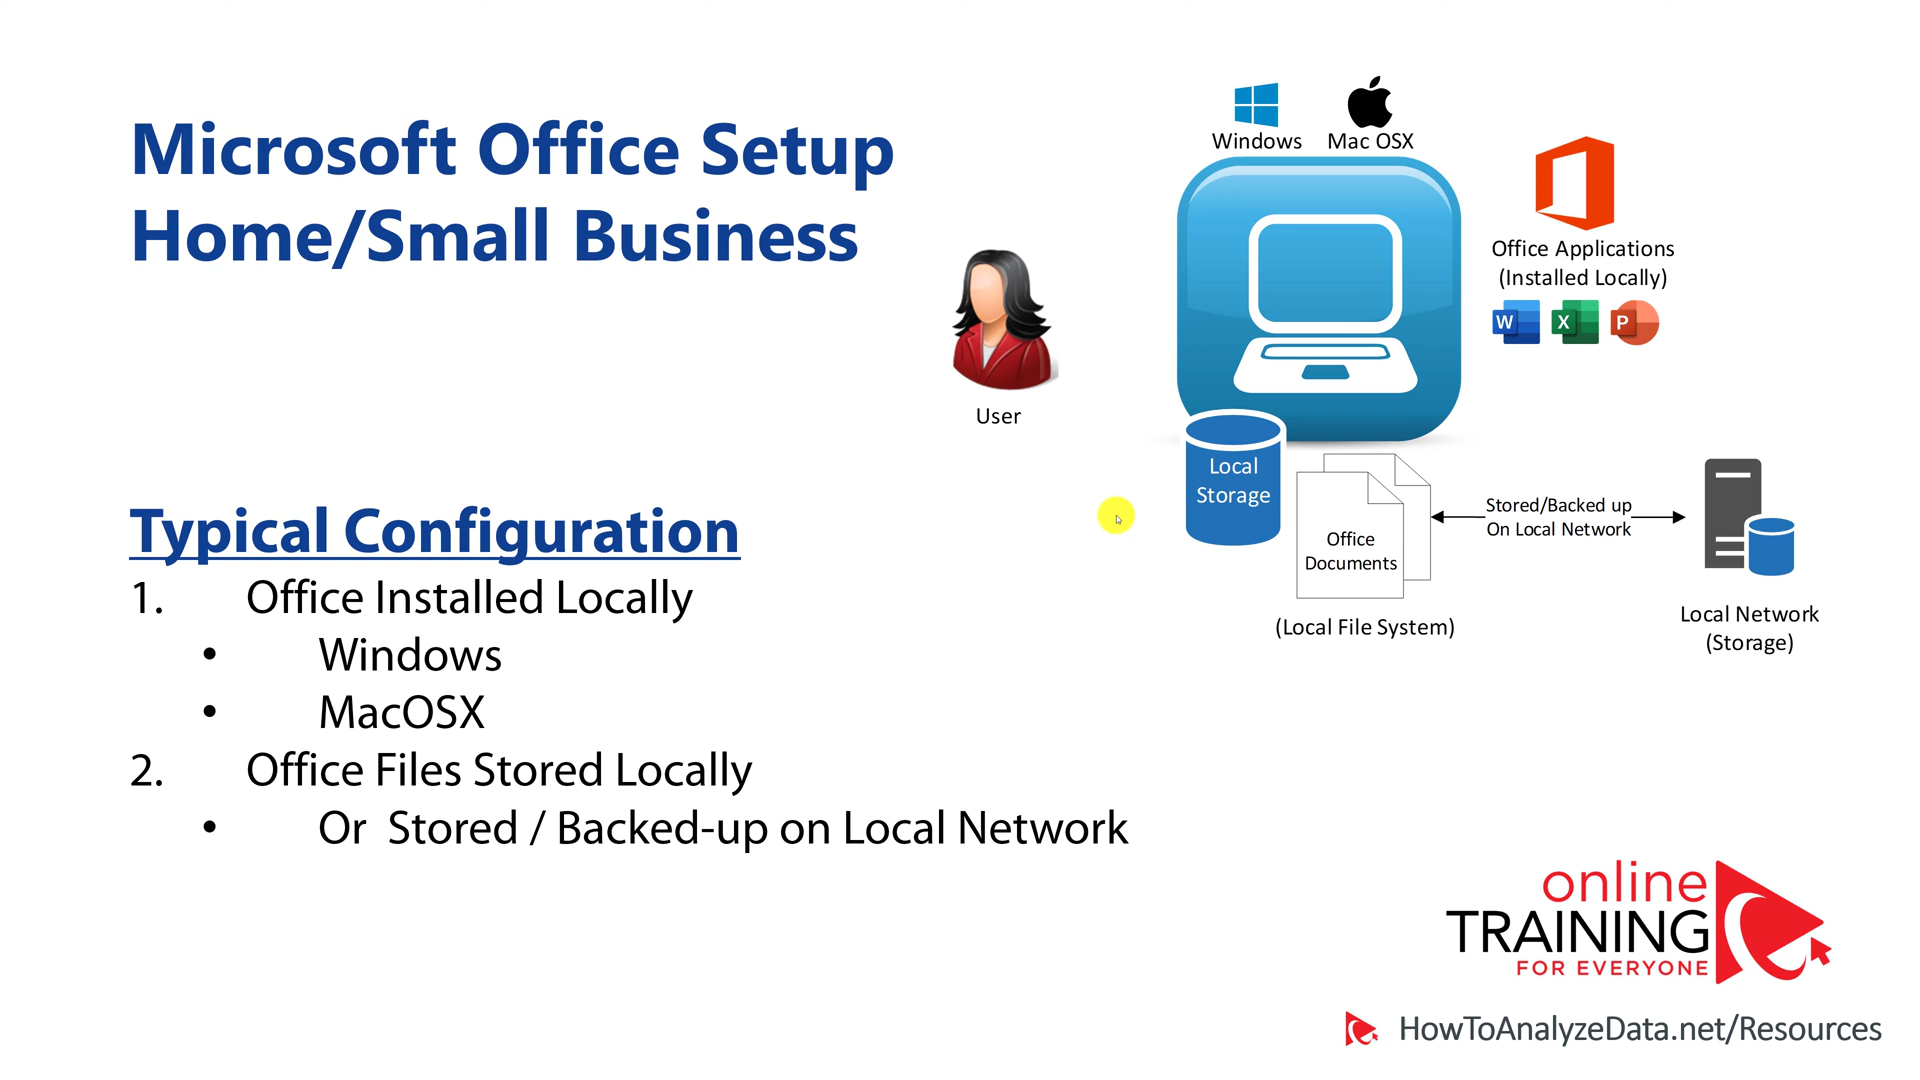 Microsoft Office Setup
Home/Small Business
Windows
Mac OSX
Office Applications
(Installed Locally)
W
X
P
User
Local
Storage
Office
Documents
(Local File System)
Stored/Backed up
On Local Network
Local Network
(Storage)
Typical Configuration
1. Office Installed Locally
• Windows
• MacOSX
2. Office Files Stored Locally
• Or Stored / Backed-up on Local Network
online
TRAINING
FOR EVERYONE
HowToAnalyzeData.net/Resources